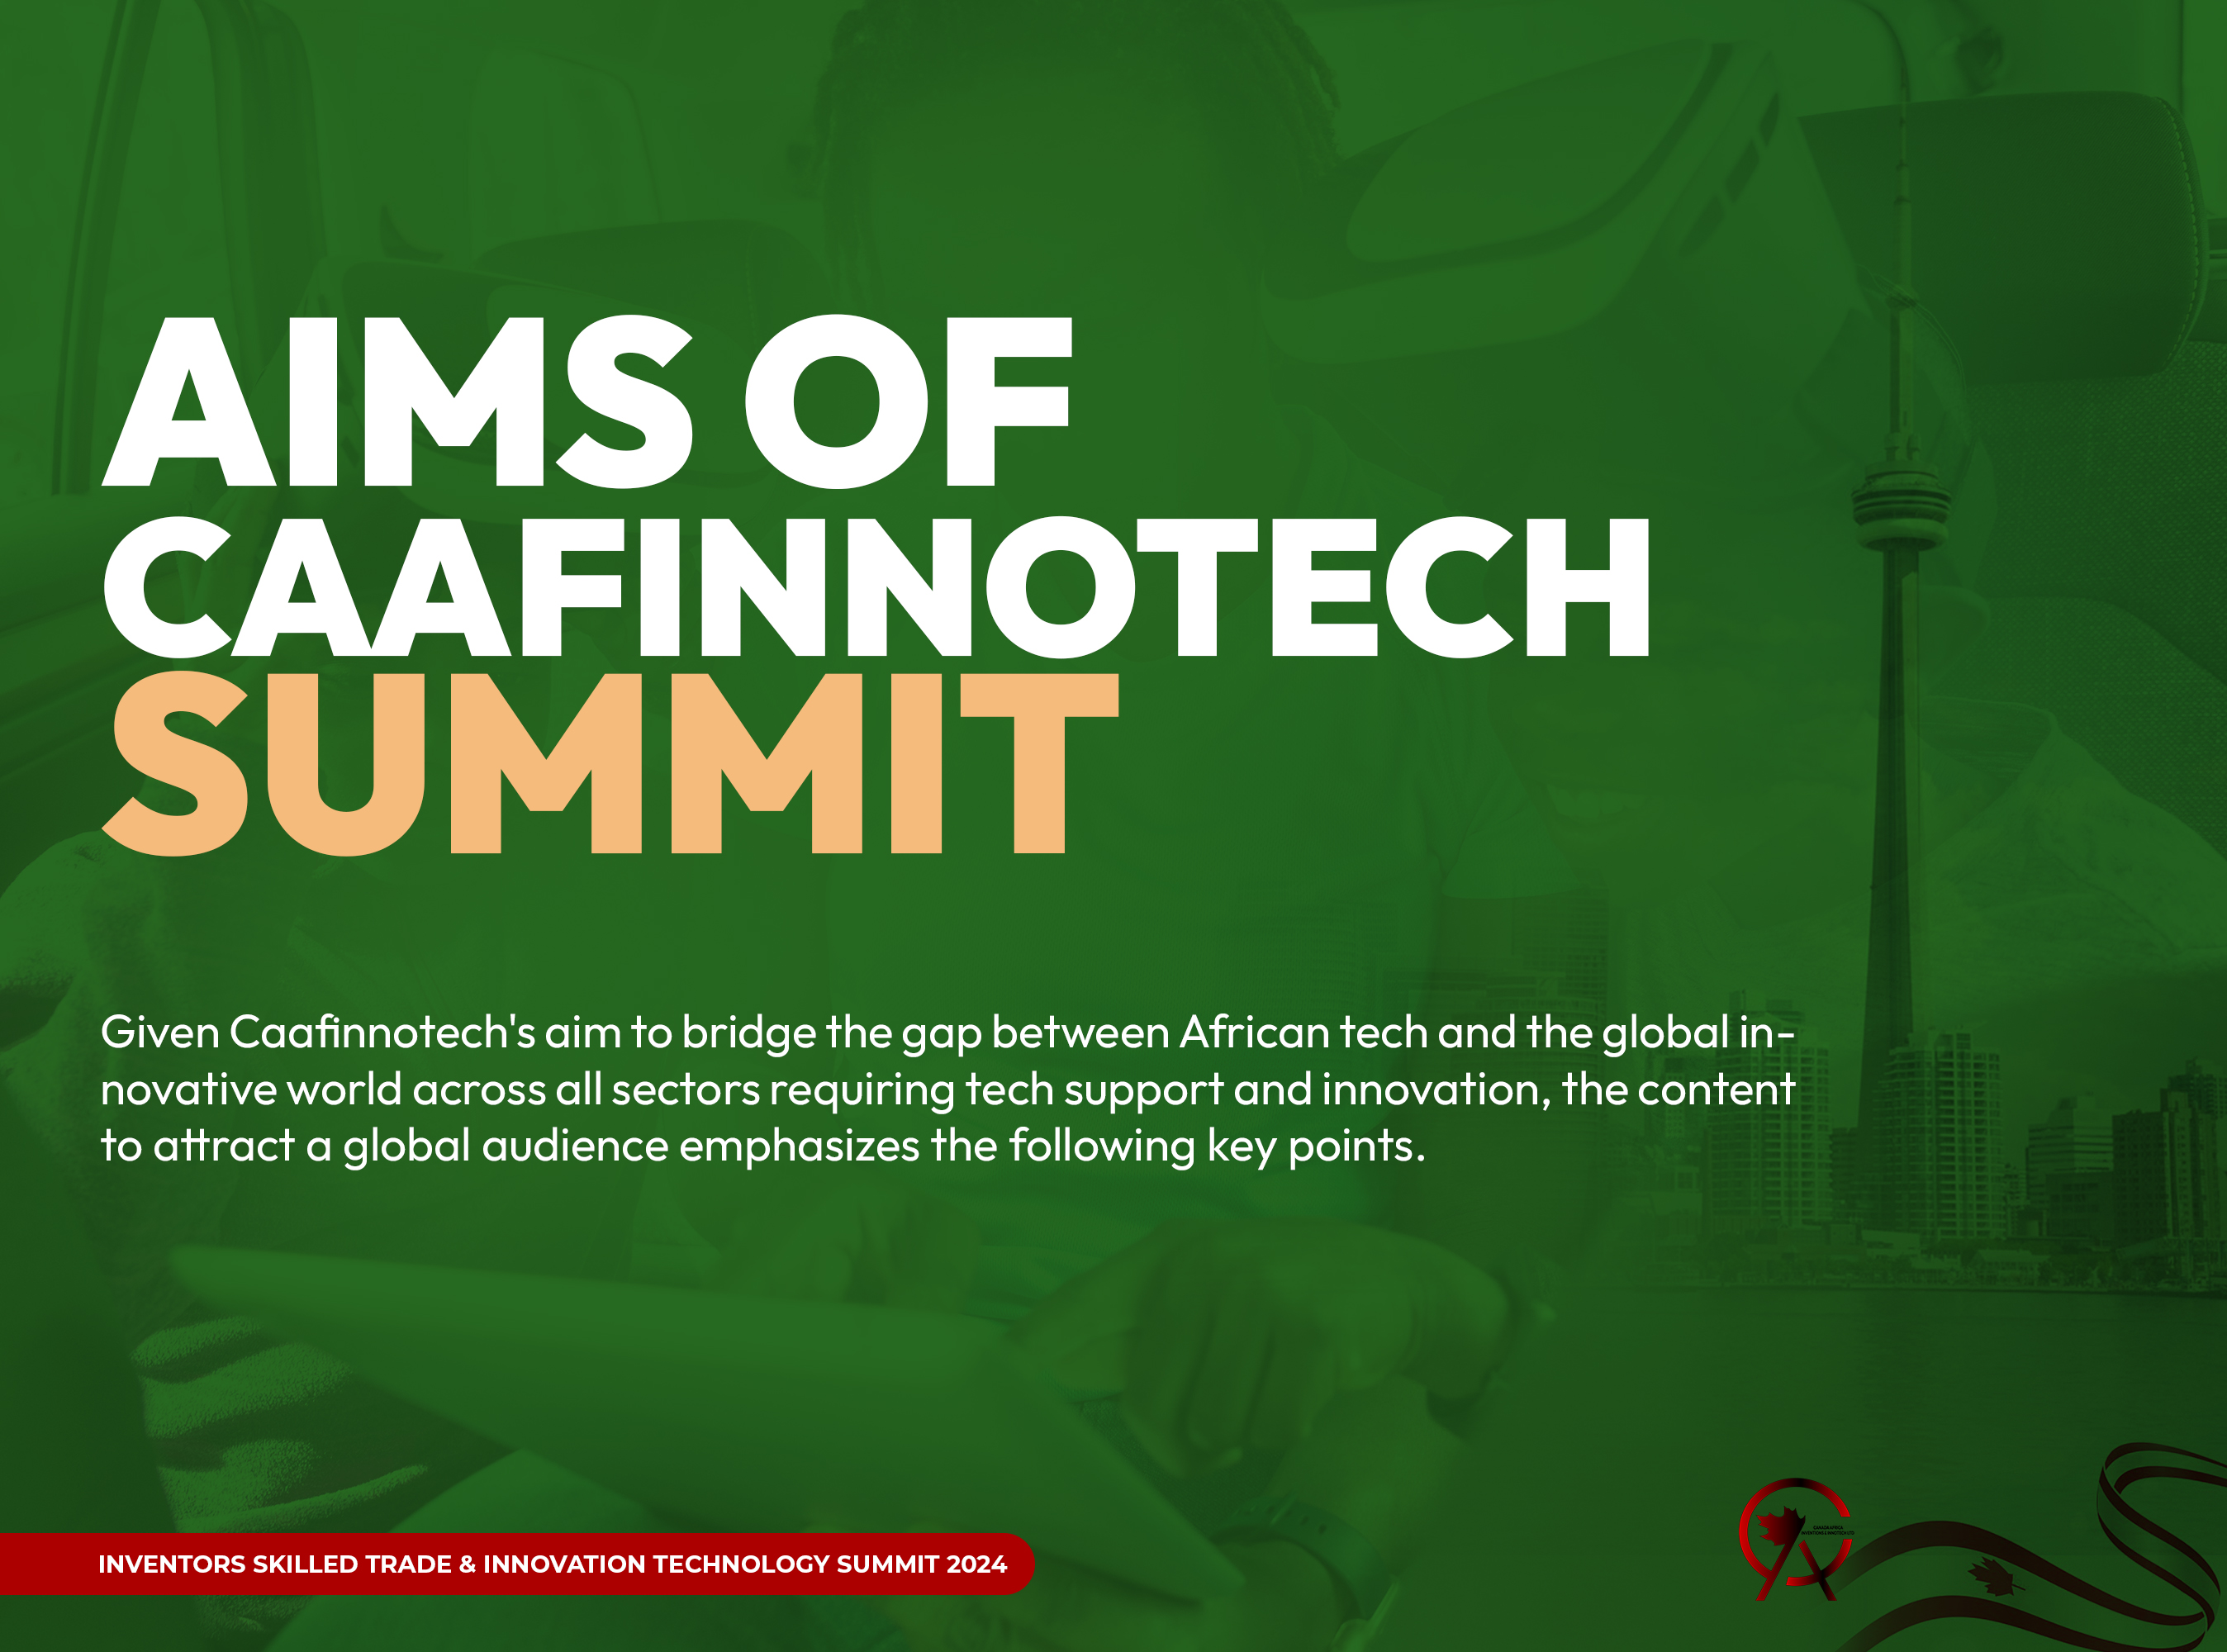 AIMS OF
CAAFINNOTECH
SUMMIT
Given Caafinnotech's aim to bridge the gap between African tech and the global in-
novative world across all sectors requiring tech support and innovation, the content
to attract a global audience emphasizes the following key points.
INVENTORS SKILLED TRADE & INNOVATION TECHNOLOGY SUMMIT 2024